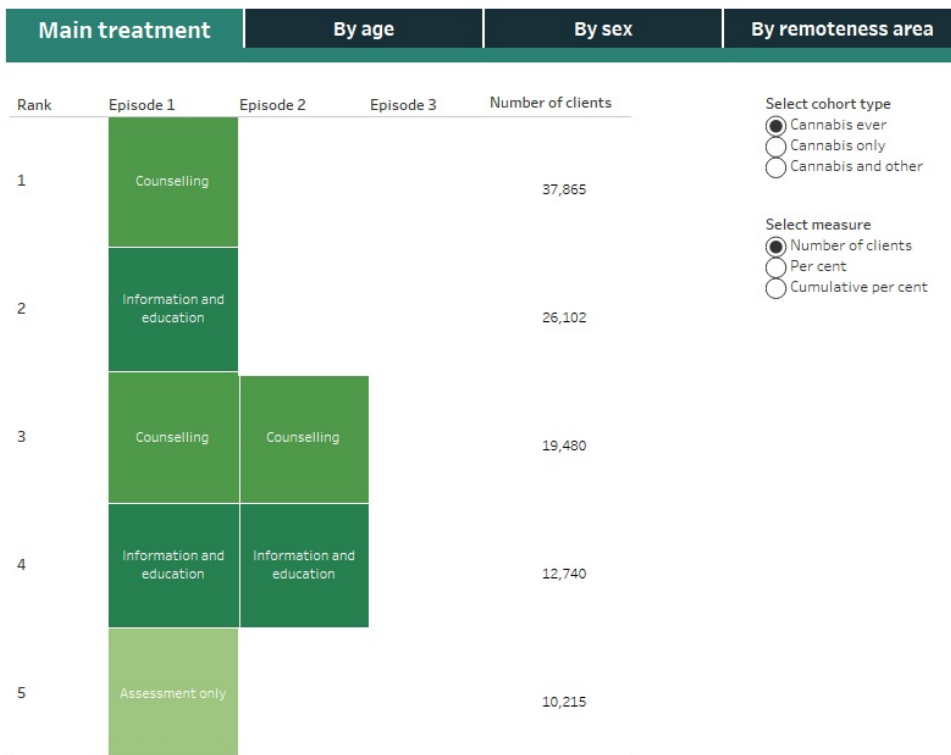 Main treatment By age By sex By remoteness area
Rank Episode 1 Episode 2 Episode 3 Number of clients
1 Counselling 37,865
2 Information and education 26,102
3 Counselling Counselling 19,480
4 Information and education Information and education 12,740
5 Assessment only 10,215
Select cohort type
Cannabis ever
Cannabis only
Cannabis and other
Select measure
Number of clients
Per cent
Cumulative per cent